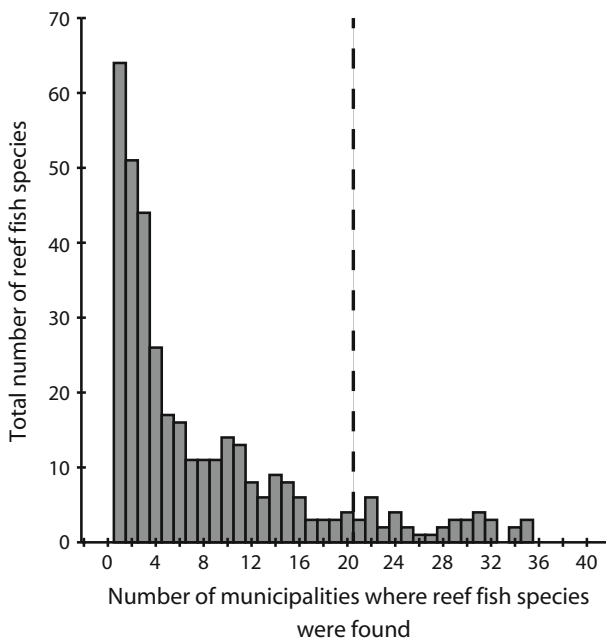 Total number of reef fish species
70
60
50
40
30
20
10
0
0 4 8 12 16 20 24 28 32 36 40
Number of municipalities where reef fish species
were found